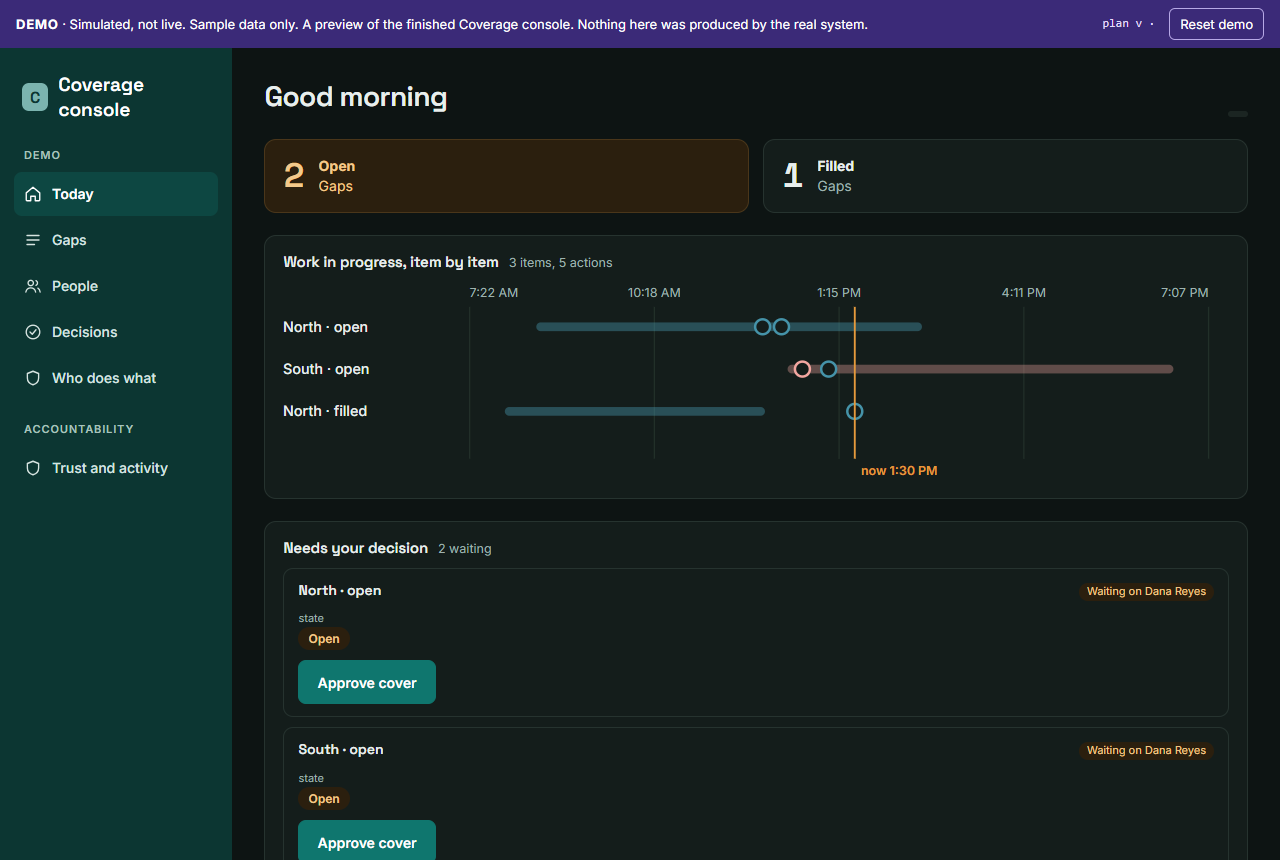 DEMO · Simulated, not live. Sample data only. A preview of the finished Coverage console. Nothing here was produced by the real system.
plan v ·
Reset demo
C
Coverage
console
DEMO
Today
Gaps
People
Decisions
Who does what
ACCOUNTABILITY
Trust and activity
Good morning
2
Open
Gaps
1
Filled
Gaps
Work in progress, item by item 3 items, 5 actions
7:22 AM 10:18 AM 1:15 PM 4:11 PM 7:07 PM
North · open
South · open
North · filled
now 1:30 PM
Needs your decision 2 waiting
North · open
Waiting on Dana Reyes
state
Open
Approve cover
South · open
Waiting on Dana Reyes
state
Open
Approve cover